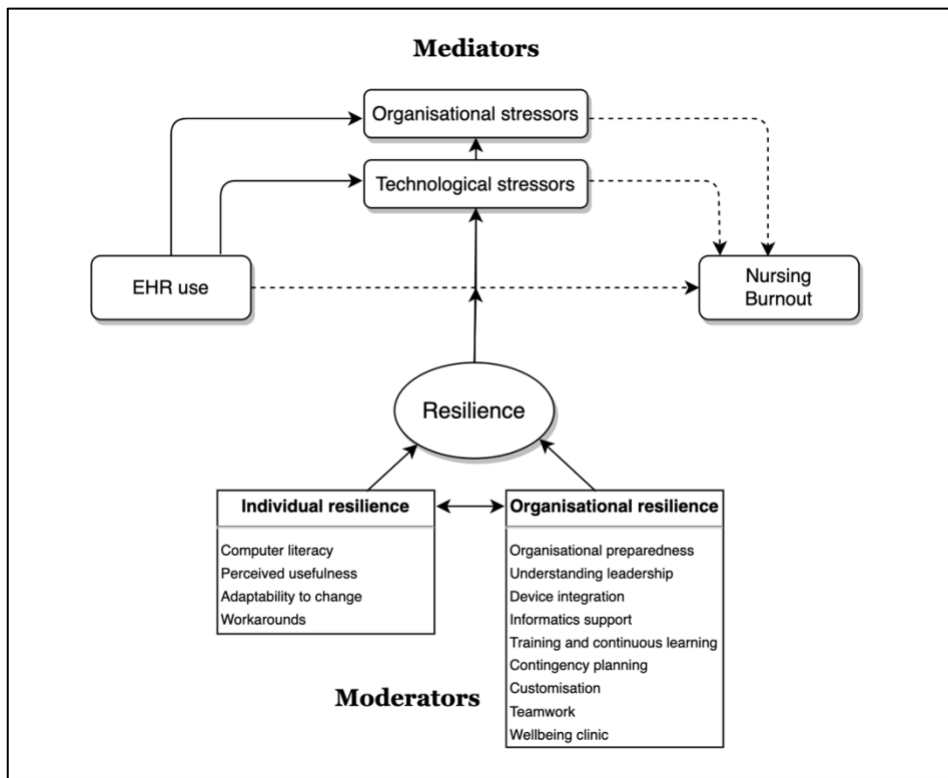 Mediators
Organisational stressors
Technological stressors
EHR use
Nursing
Burnout
Resilience
Individual resilience
Computer literacy
Perceived usefulness
Adaptability to change
Workarounds
Organisational resilience
Organisational preparedness
Understanding leadership
Device integration
Informatics support
Training and continuous learning
Contingency planning
Customisation
Teamwork
Wellbeing clinic
Moderators